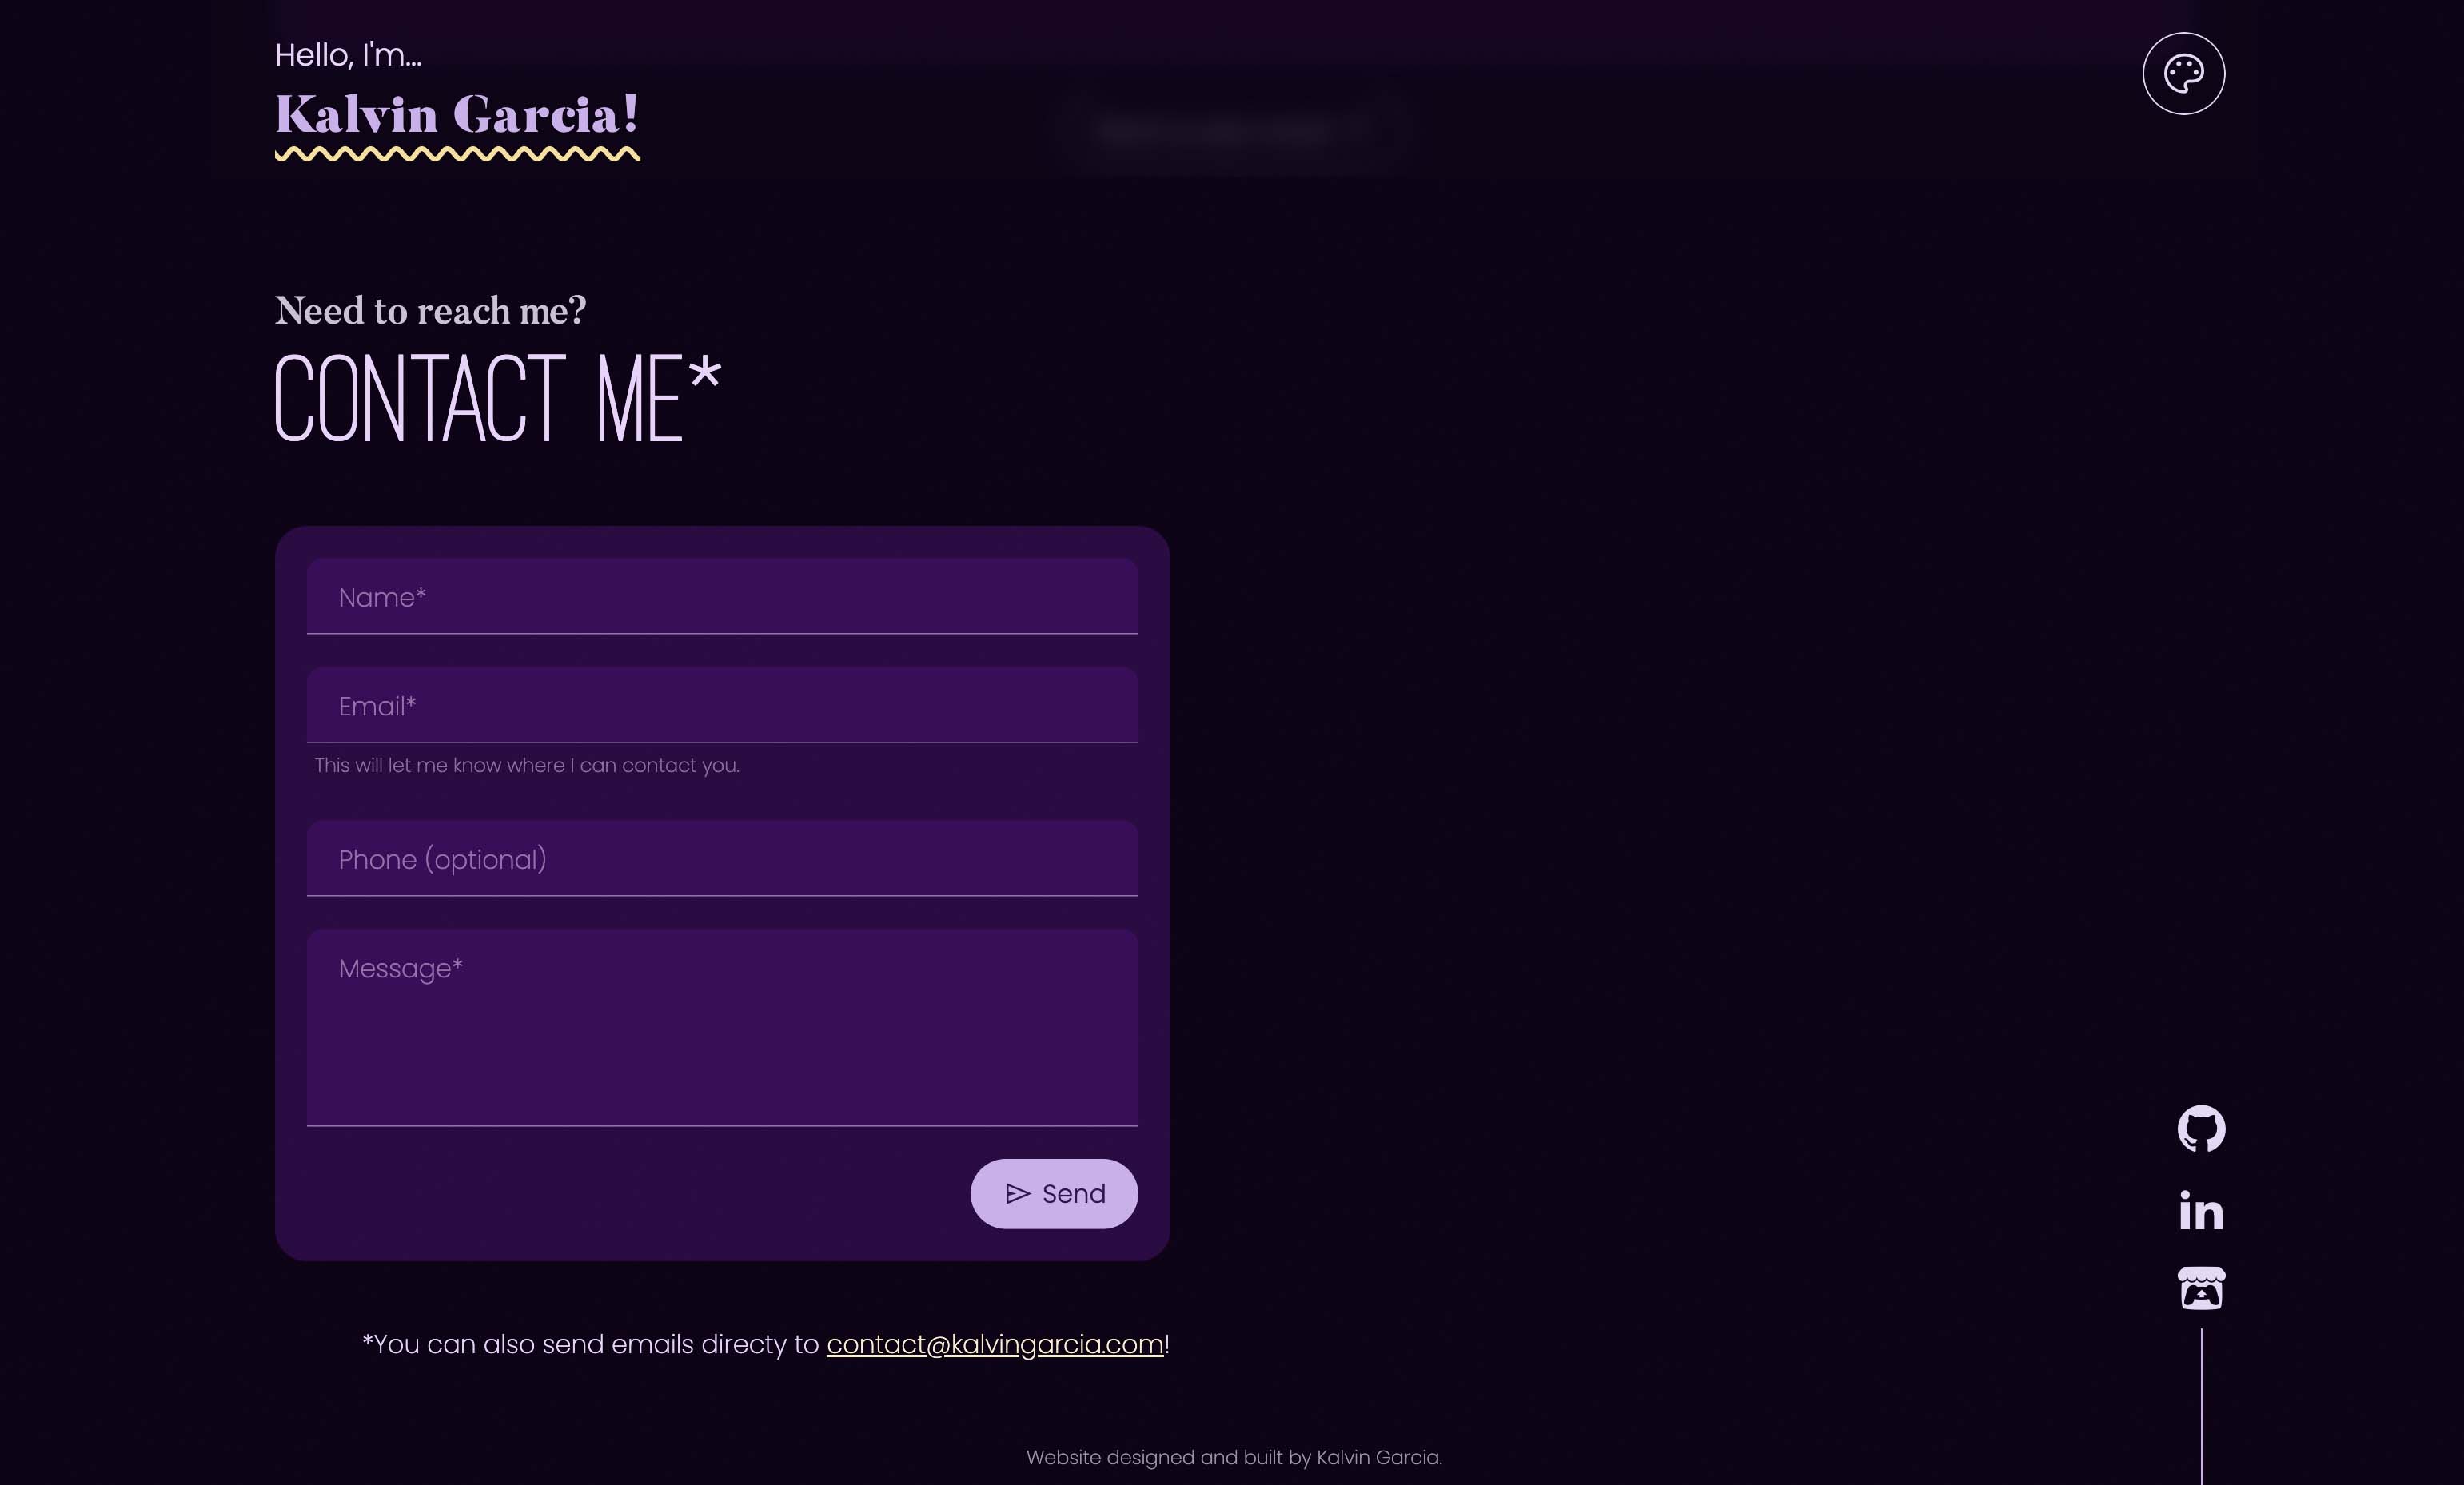 Hello, I'm...
Kalvin Garcia!
Need to reach me?
CONTACT ME*
Name*
Email*
This will let me know where I can contact you.
Phone (optional)
Message*
Send
in
*You can also send emails directy to contact@kalvingarcia.com!
Website designed and built by Kalvin Garcia.